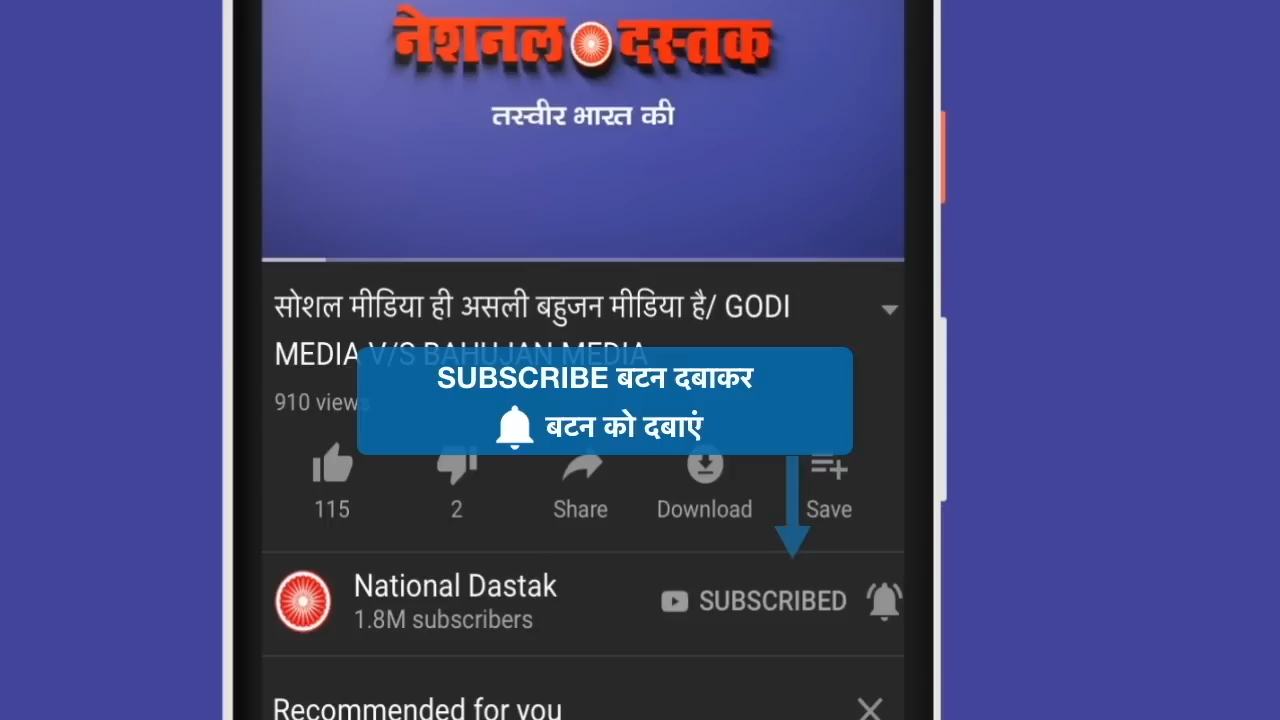 नेशनल दस्तक
तस्वीर भारत की
सोशल मीडिया ही असली बहुजन मीडिया है/ GODI
MEDIA V/S BAHUJAN MEDIA
910 views
SUBSCRIBE बटन दबाकर
बटन को दबाएं
115
2
Share
Download
Save
National Dastak
1.8M subscribers
SUBSCRIBED
Recommended for you